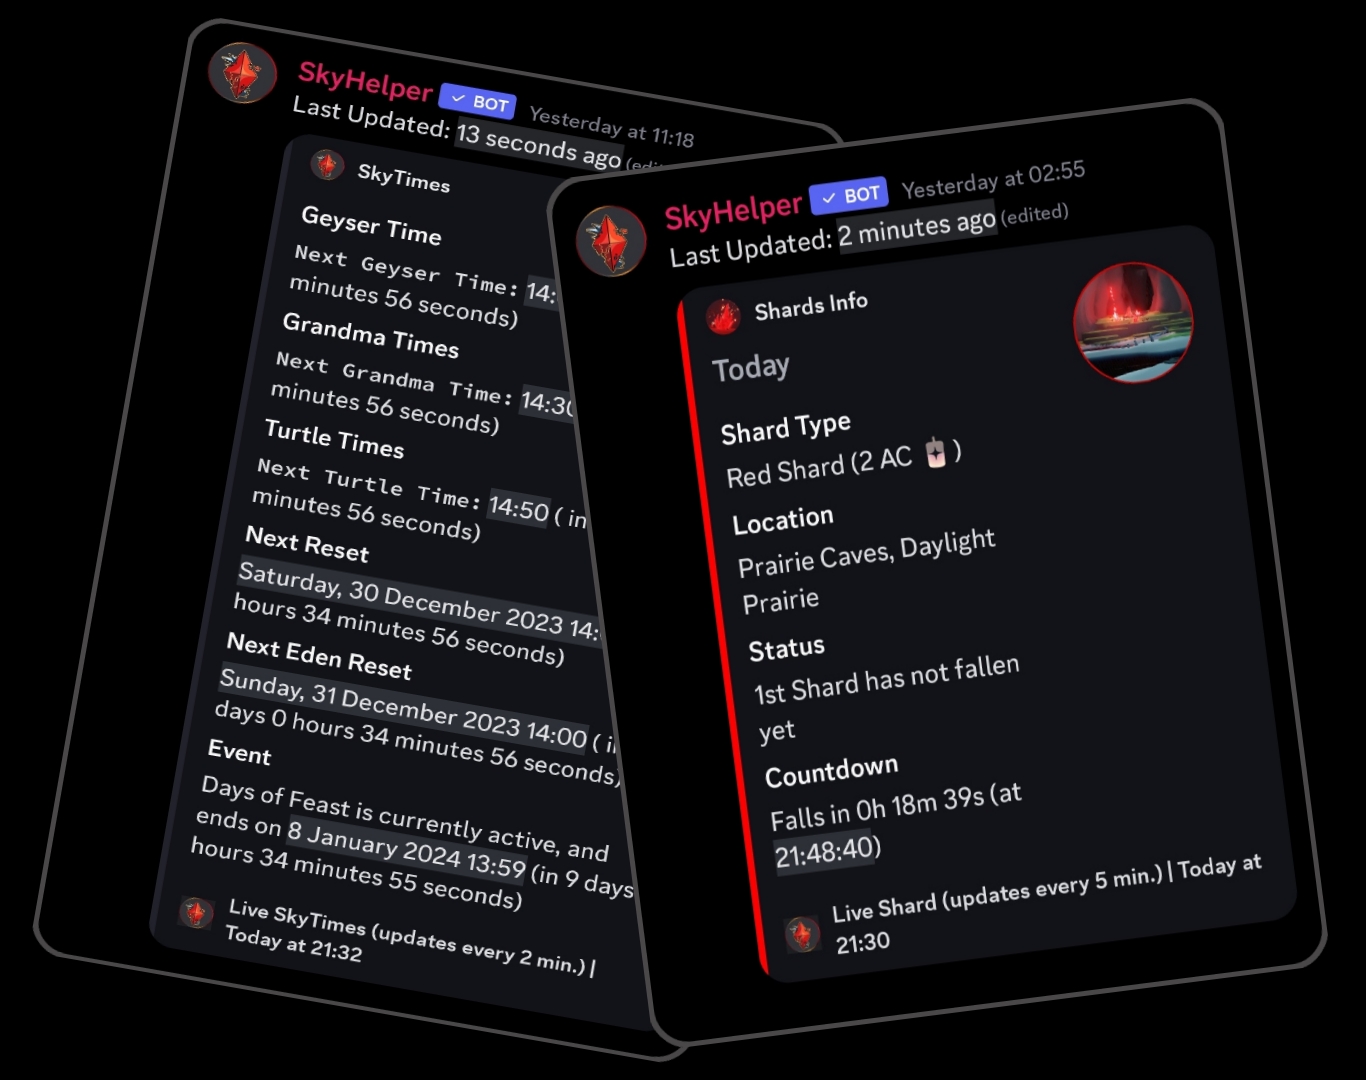 SkyHelper ✓ BOT Yesterday at 11:18
Last Updated: 13 seconds ago
SkyTimes
Geyser Time
Next Geyser Time: 14:
minutes 56 seconds)
Grandma Times
Next Grandma Time: 14:30
minutes 56 seconds)
Turtle Times
Next Turtle Time: 14:50 ( in
minutes 56 seconds)
Next Reset
Saturday, 30 December 2023 14:
hours 34 minutes 56 seconds)
Next Eden Reset
Sunday, 31 December 2023 14:00 ( in
days 0 hours 34 minutes 56 seconds)
Event
Days of Feast is currently active, and
ends on 8 January 2024 13:59 (in 9 days
hours 34 minutes 55 seconds)
Live SkyTimes (updates every 2 min.) |
Today at 21:32
SkyHelper ✓ BOT Yesterday at 02:55
Last Updated: 2 minutes ago (edited)
Shards Info
Today
Shard Type
Red Shard (2 AC )
Location
Prairie Caves, Daylight
Prairie
Status
1st Shard has not fallen
yet
Countdown
Falls in 0h 18m 39s (at
21:48:40)
Live Shard (updates every 5 min.) | Today at
21:30